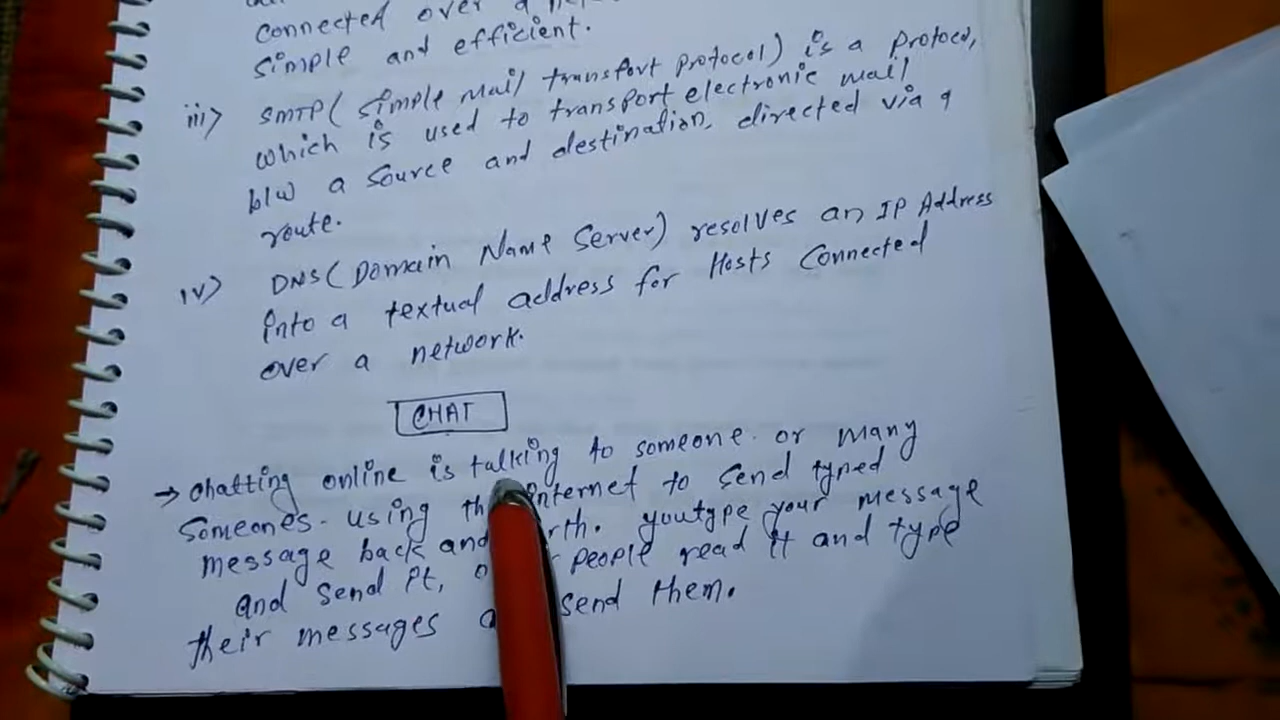 connected over a
simple and efficient.
iii) SMTP( Simple Mail transport protocol) is a protocol,
which is used to transport electronic mail
b/w a source and destination, directed via a
route.
iv) DNS( Domain Name Server) resolves an IP Address
into a textual address for Hosts Connected
over a network.
CHAT
→ Chatting online is talking to someone or many
Someones. using the internet to send typed
message back and rth. you type your message
and send it, people read it and type
their messages send them.